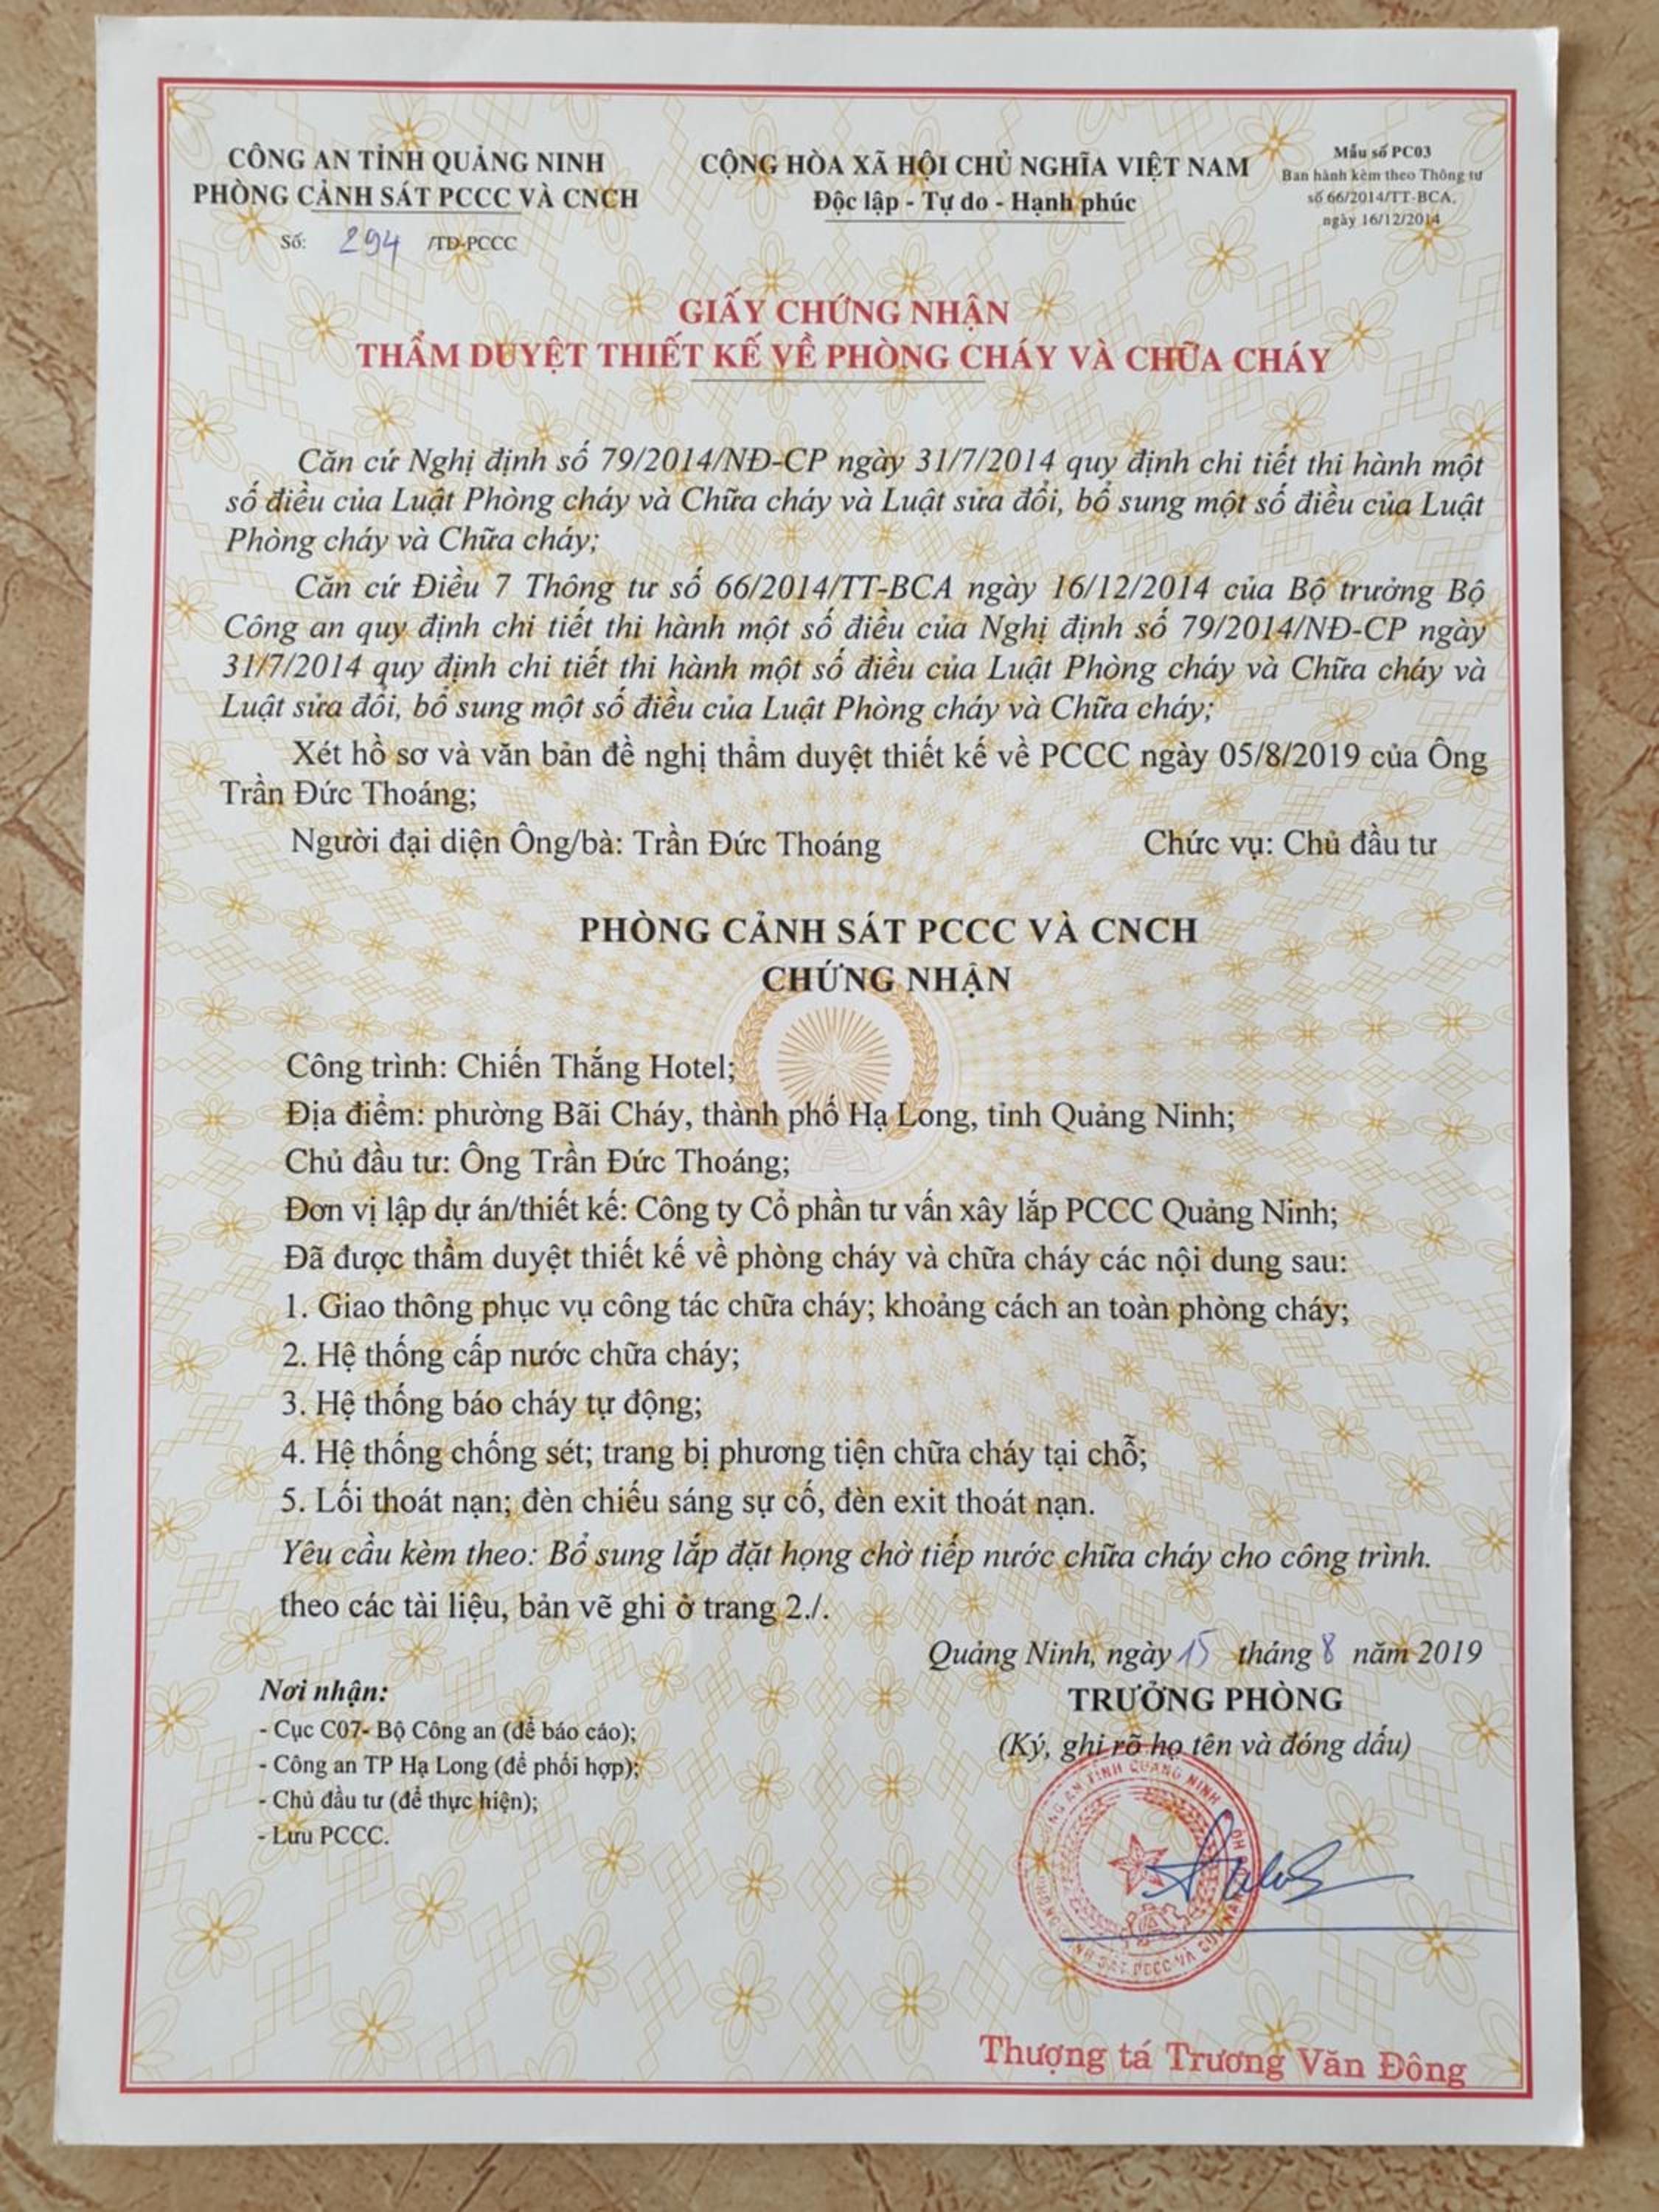 CÔNG AN TỈNH QUẢNG NINH
PHÒNG CẢNH SÁT PCCC VÀ CNCH
Số: 294 /TD-PCCC
CỘNG HÒA XÃ HỘI CHỦ NGHĨA VIỆT NAM
Độc lập - Tự do - Hạnh phúc
Mẫu số PC03
Ban hành kèm theo Thông tư
số 66/2014/TT-BCA,
ngày 16/12/2014
GIẤY CHỨNG NHẬN
THẨM DUYỆT THIẾT KẾ VỀ PHÒNG CHÁY VÀ CHỮA CHÁY
Căn cứ Nghị định số 79/2014/NĐ-CP ngày 31/7/2014 quy định chi tiết thi hành một
số điều của Luật Phòng cháy và Chữa cháy và Luật sửa đổi, bổ sung một số điều của Luật
Phòng cháy và Chữa cháy;
Căn cứ Điều 7 Thông tư số 66/2014/TT-BCA ngày 16/12/2014 của Bộ trưởng Bộ
Công an quy định chi tiết thi hành một số điều của Nghị định số 79/2014/NĐ-CP ngày
31/7/2014 quy định chi tiết thi hành một số điều của Luật Phòng cháy và Chữa cháy và
Luật sửa đổi, bổ sung một số điều của Luật Phòng cháy và Chữa cháy;
Xét hồ sơ và văn bản đề nghị thẩm duyệt thiết kế về PCCC ngày 05/8/2019 của Ông
Trần Đức Thoáng;
Người đại diện Ông/bà: Trần Đức Thoáng Chức vụ: Chủ đầu tư
PHÒNG CẢNH SÁT PCCC VÀ CNCH
CHỨNG NHẬN
Công trình: Chiến Thắng Hotel;
Địa điểm: phường Bãi Cháy, thành phố Hạ Long, tỉnh Quảng Ninh;
Chủ đầu tư: Ông Trần Đức Thoáng;
Đơn vị lập dự án/thiết kế: Công ty Cổ phần tư vấn xây lắp PCCC Quảng Ninh;
Đã được thẩm duyệt thiết kế về phòng cháy và chữa cháy các nội dung sau:
1. Giao thông phục vụ công tác chữa cháy; khoảng cách an toàn phòng cháy;
2. Hệ thống cấp nước chữa cháy;
3. Hệ thống báo cháy tự động;
4. Hệ thống chống sét; trang bị phương tiện chữa cháy tại chỗ;
5. Lối thoát nạn; đèn chiếu sáng sự cố, đèn exit thoát nạn.
Yêu cầu kèm theo: Bổ sung lắp đặt họng chờ tiếp nước chữa cháy cho công trình.
theo các tài liệu, bản vẽ ghi ở trang 2./.
Quảng Ninh, ngày 15 tháng 8 năm 2019
TRƯỞNG PHÒNG
(Ký, ghi rõ họ tên và đóng dấu)
Nơi nhận:
- Cục C07- Bộ Công an (để báo cáo);
- Công an TP Hạ Long (để phối hợp);
- Chủ đầu tư (để thực hiện);
- Lưu PCCC.
Thượng tá Trương Văn Đông